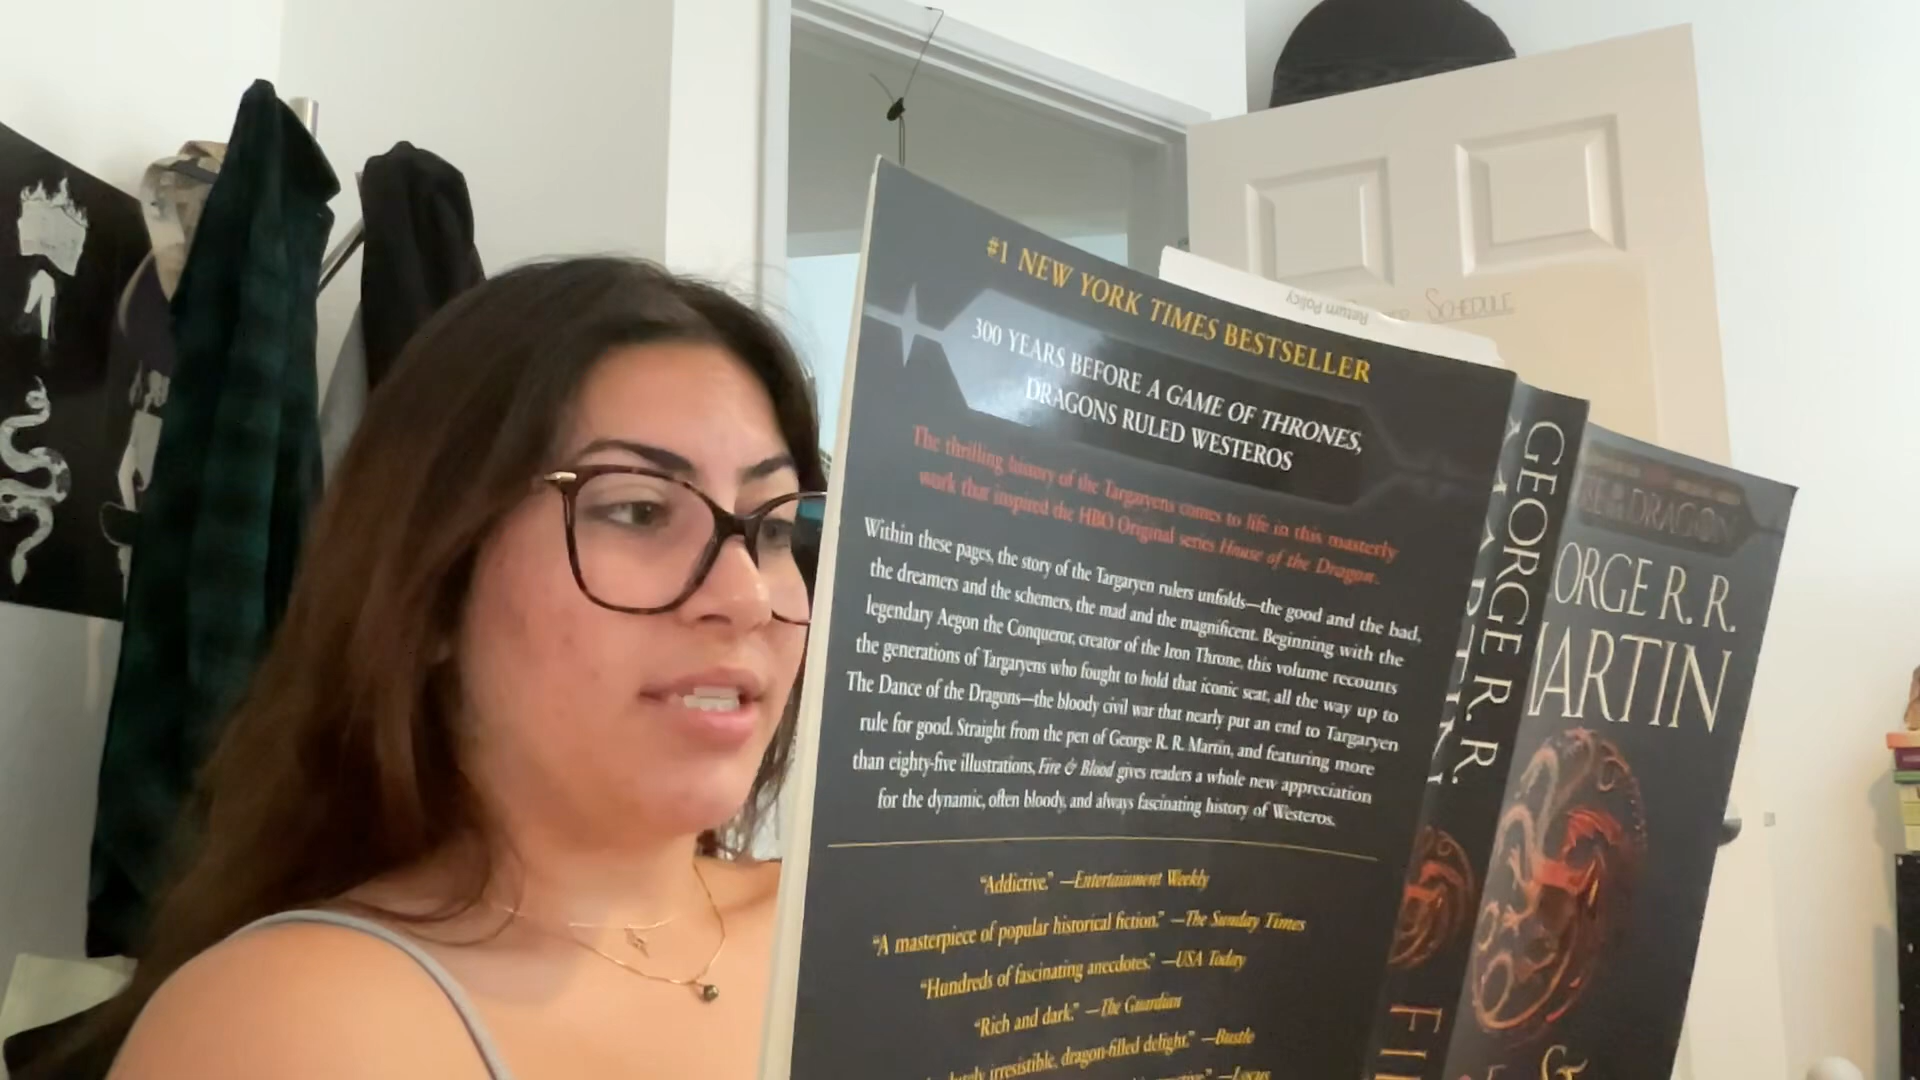 #1 NEW YORK TIMES BESTSELLER
300 YEARS BEFORE A GAME OF THRONES,
DRAGONS RULED WESTEROS
The thrilling history of the Targaryens comes to life in this masterly
work that inspired the HBO Original series House of the Dragon.
Within these pages, the story of the Targaryen rulers unfolds—the good and the bad,
the dreamers and the schemers, the mad and the magnificent. Beginning with the
legendary Aegon the Conqueror, creator of the Iron Throne, this volume recounts
the generations of Targaryens who fought to hold that iconic seat, all the way up to
The Dance of the Dragons—the bloody civil war that nearly put an end to Targaryen
rule for good. Straight from the pen of George R. R. Martin, and featuring more
than eighty-five illustrations, Fire & Blood gives readers a whole new appreciation
for the dynamic, often bloody, and always fascinating history of Westeros.
“Addictive.” —Entertainment Weekly
“A masterpiece of popular historical fiction.” —The Sunday Times
“Hundreds of fascinating anecdotes.” —USA Today
“Rich and dark.” —The Guardian
irresistible, dragon-filled delight.” —Bustle
—Locus
GEORGE R. R.
MARTIN
FI
DRAGON
ORGE R. R.
MARTIN
&
Return Policy
SCHEDULE